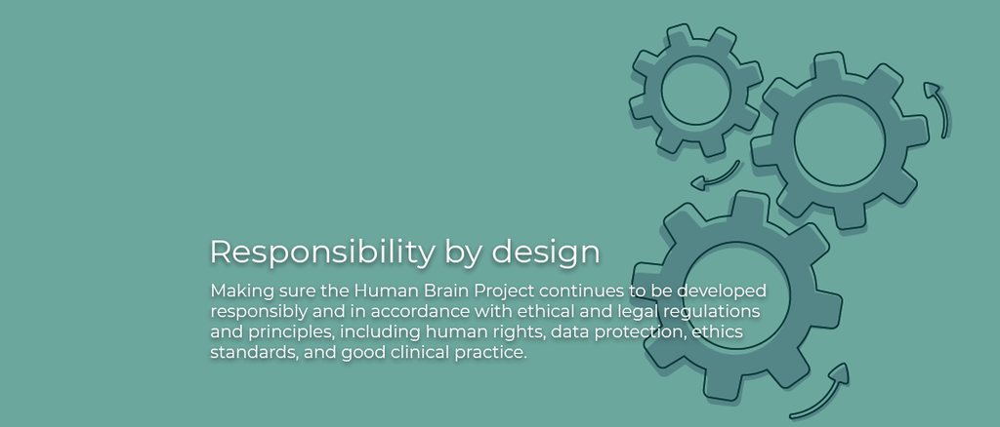 Responsibility by design
Making sure the Human Brain Project continues to be developed
responsibly and in accordance with ethical and legal regulations
and principles, including human rights, data protection, ethics
standards, and good clinical practice.